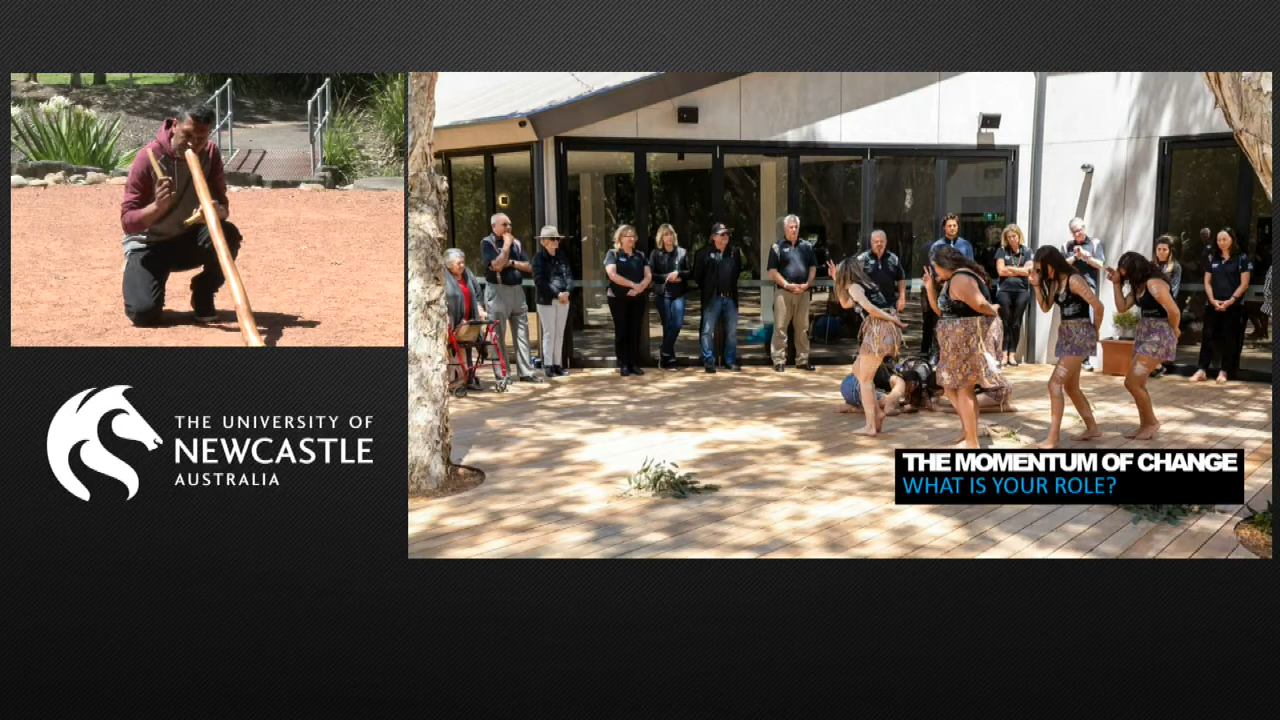 THE UNIVERSITY OF
NEWCASTLE
AUSTRALIA
THE MOMENTUM OF CHANGE
WHAT IS YOUR ROLE?